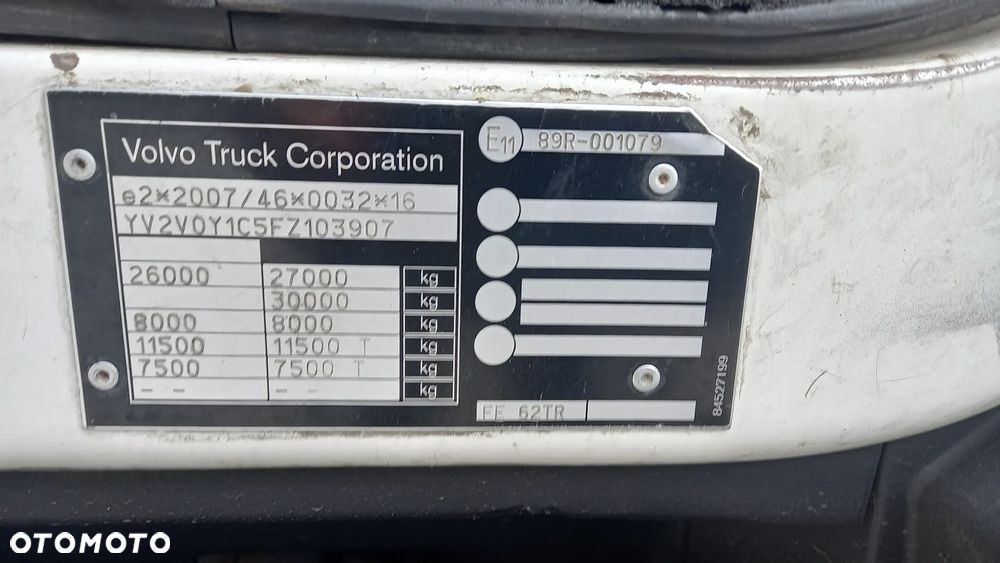 Volvo Truck Corporation
e2*2007/46*0032*16
YV2V0Y1C5FZ103907
26000 27000 kg
30000 kg
8000 8000 kg
11500 11500 T kg
7500 7500 T kg
-- -- kg
E11 89R-001079
FE 62TR
84527199
OTOMOTO